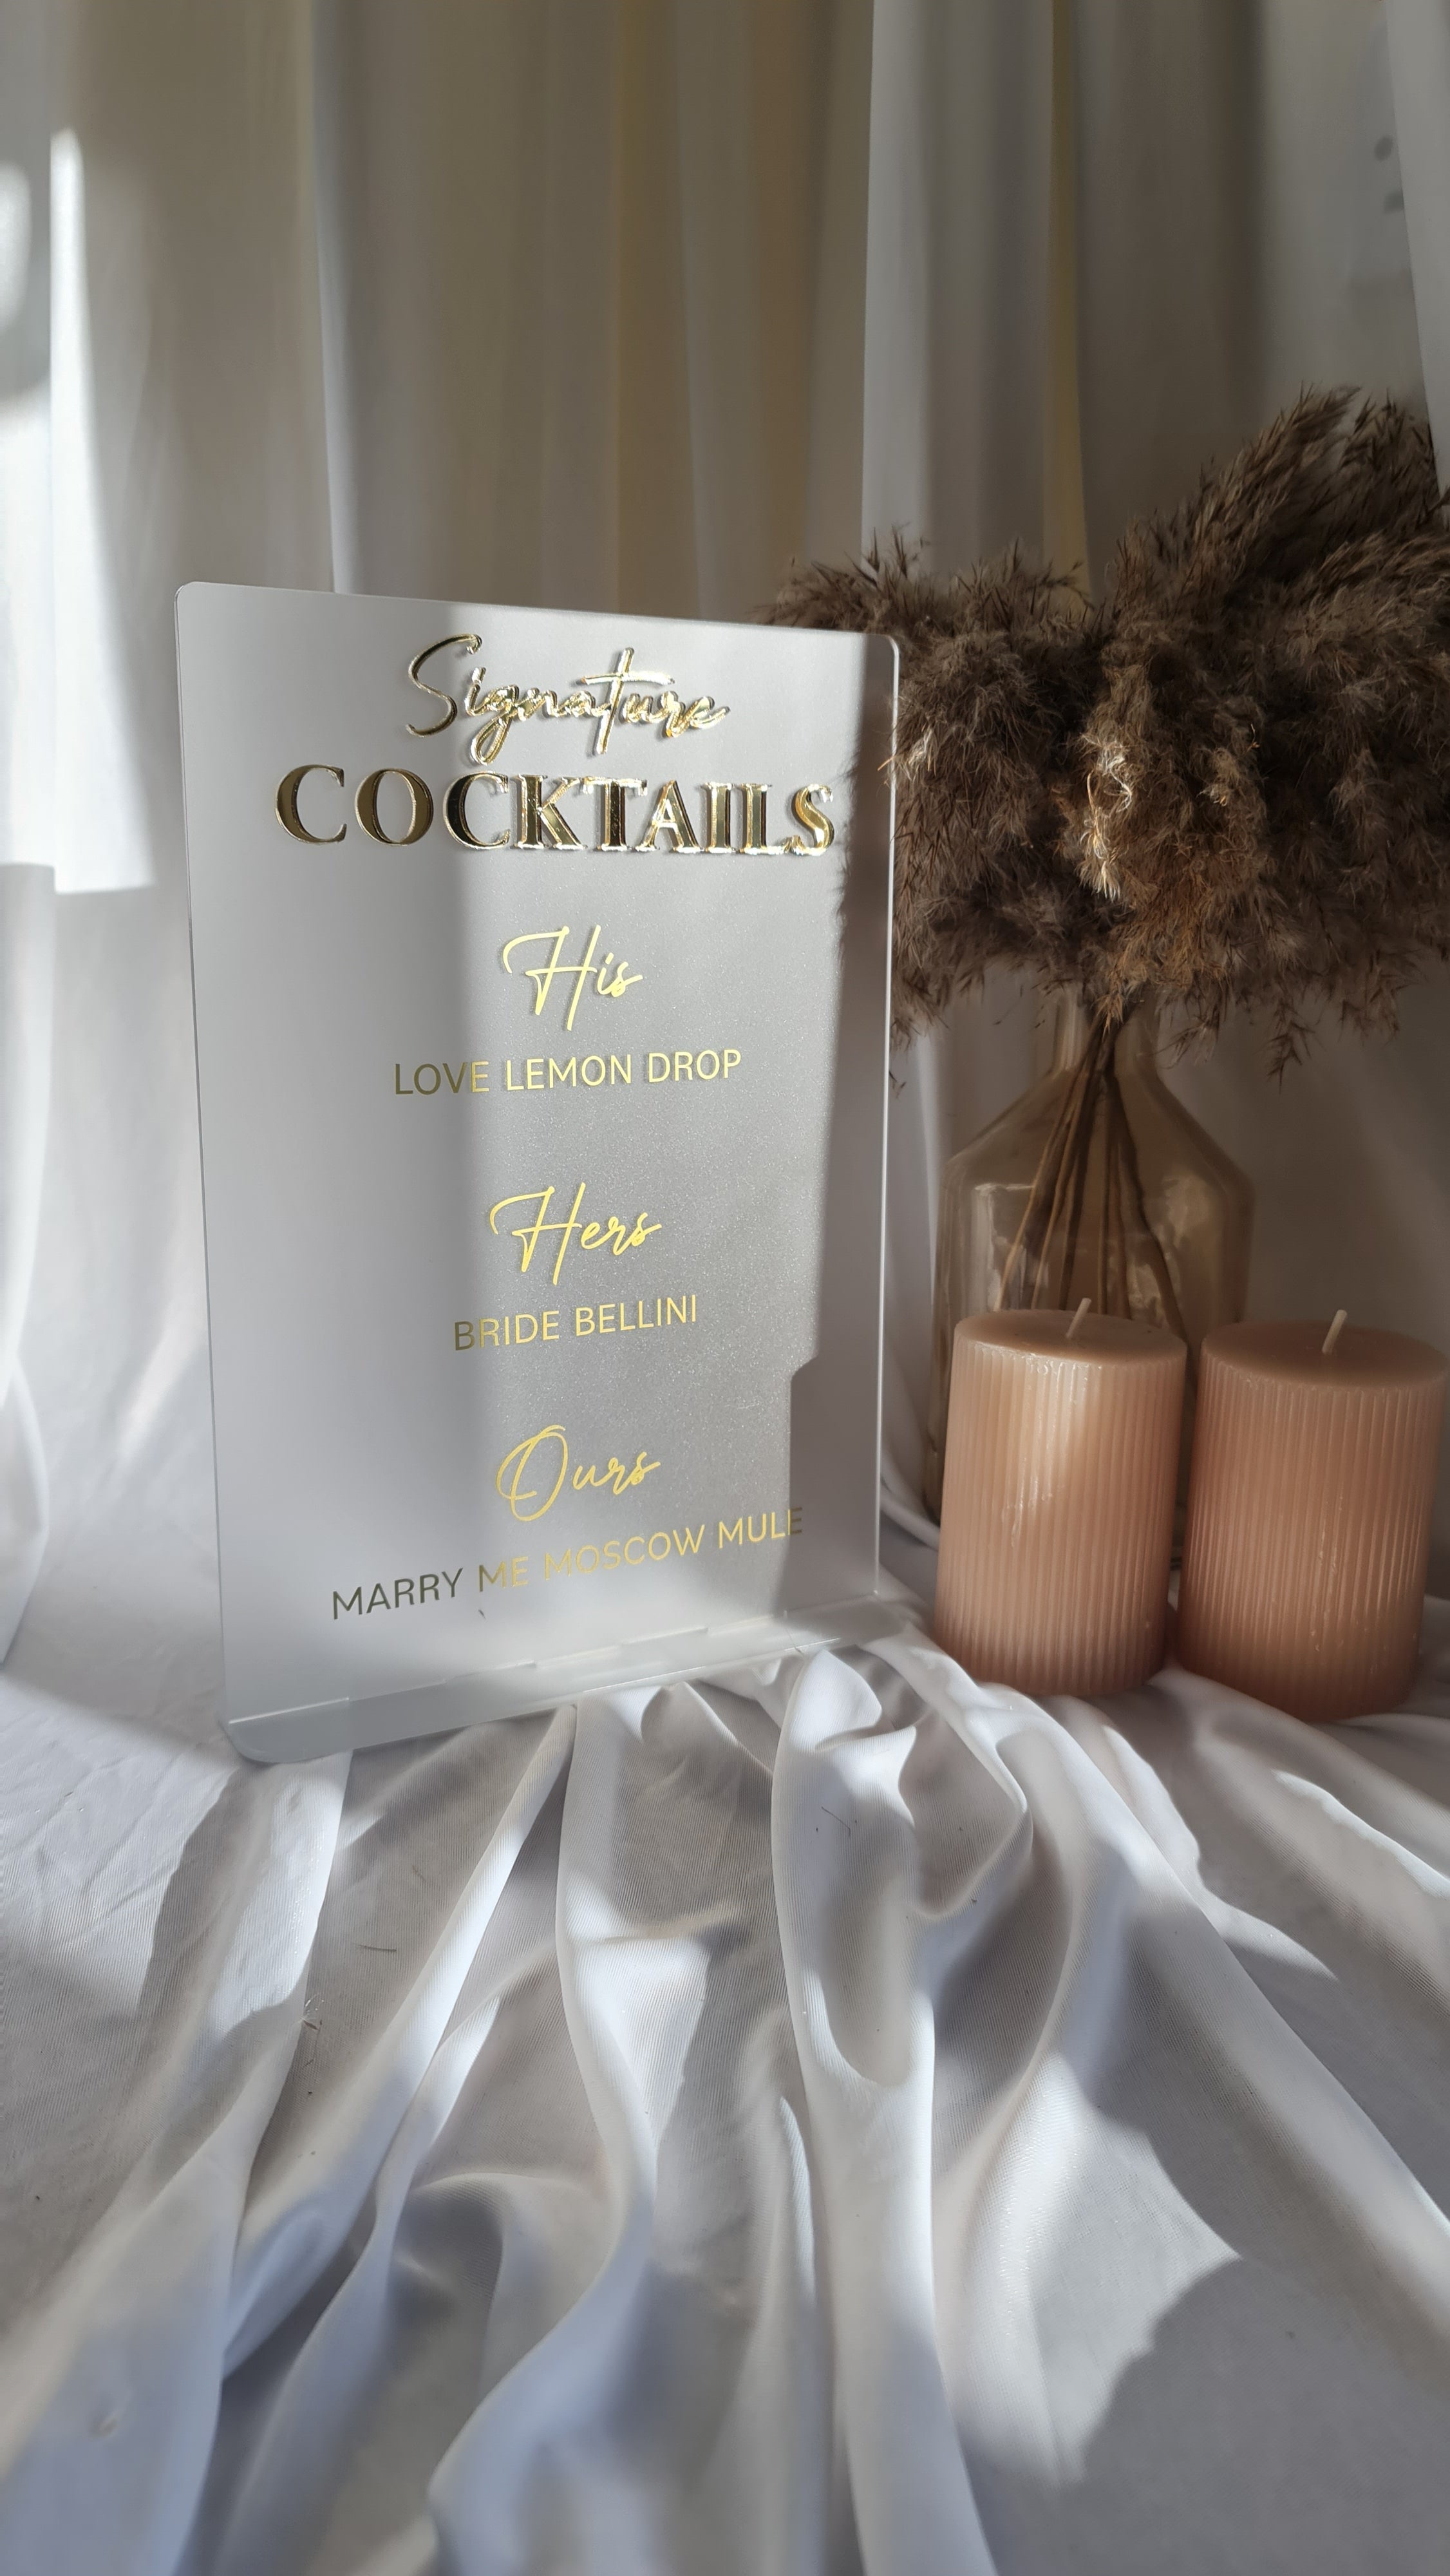 Signature
COCKTAILS
His
LOVE LEMON DROP
Hers
BRIDE BELLINI
Ours
MARRY ME MOSCOW MULE